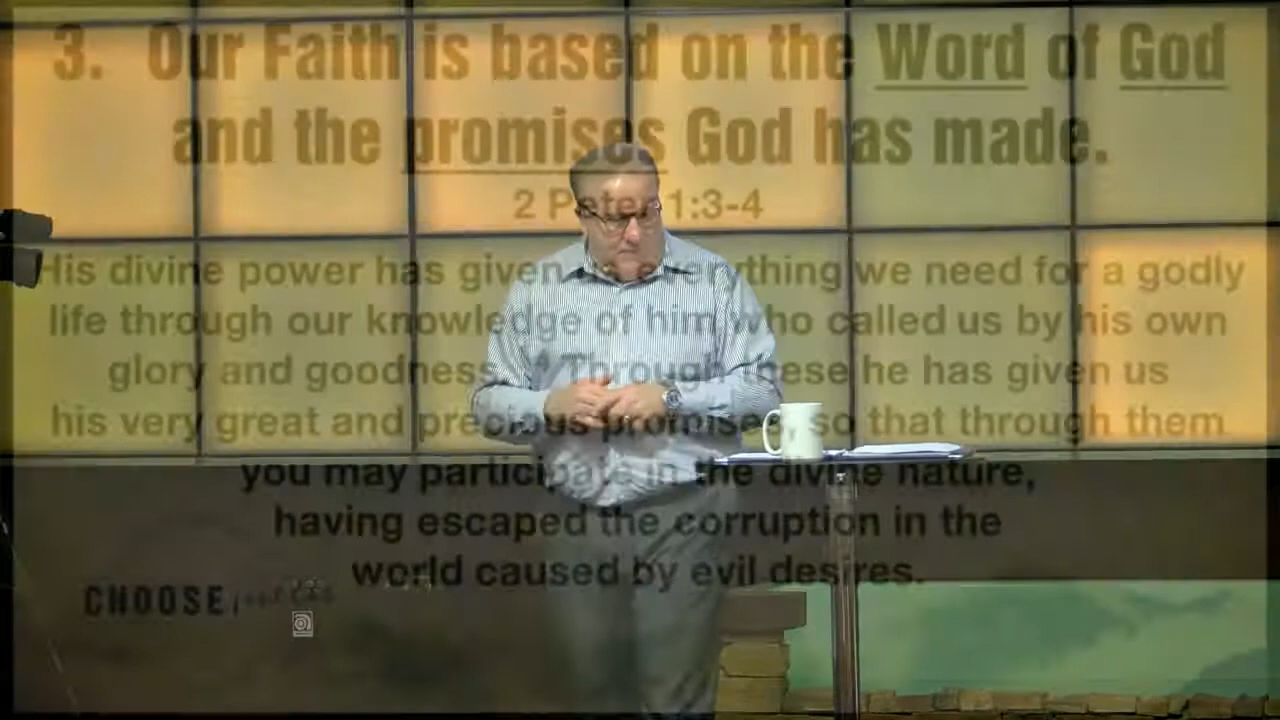 3. Our Faith is based on the Word of God
and the promises God has made.
2 Peter 1:3-4
His divine power has given us everything we need for a godly
life through our knowledge of him who called us by his own
glory and goodness. 4 Through these he has given us
his very great and precious promises, so that through them
you may participate in the divine nature,
having escaped the corruption in the
world caused by evil desires.
CHOOSE